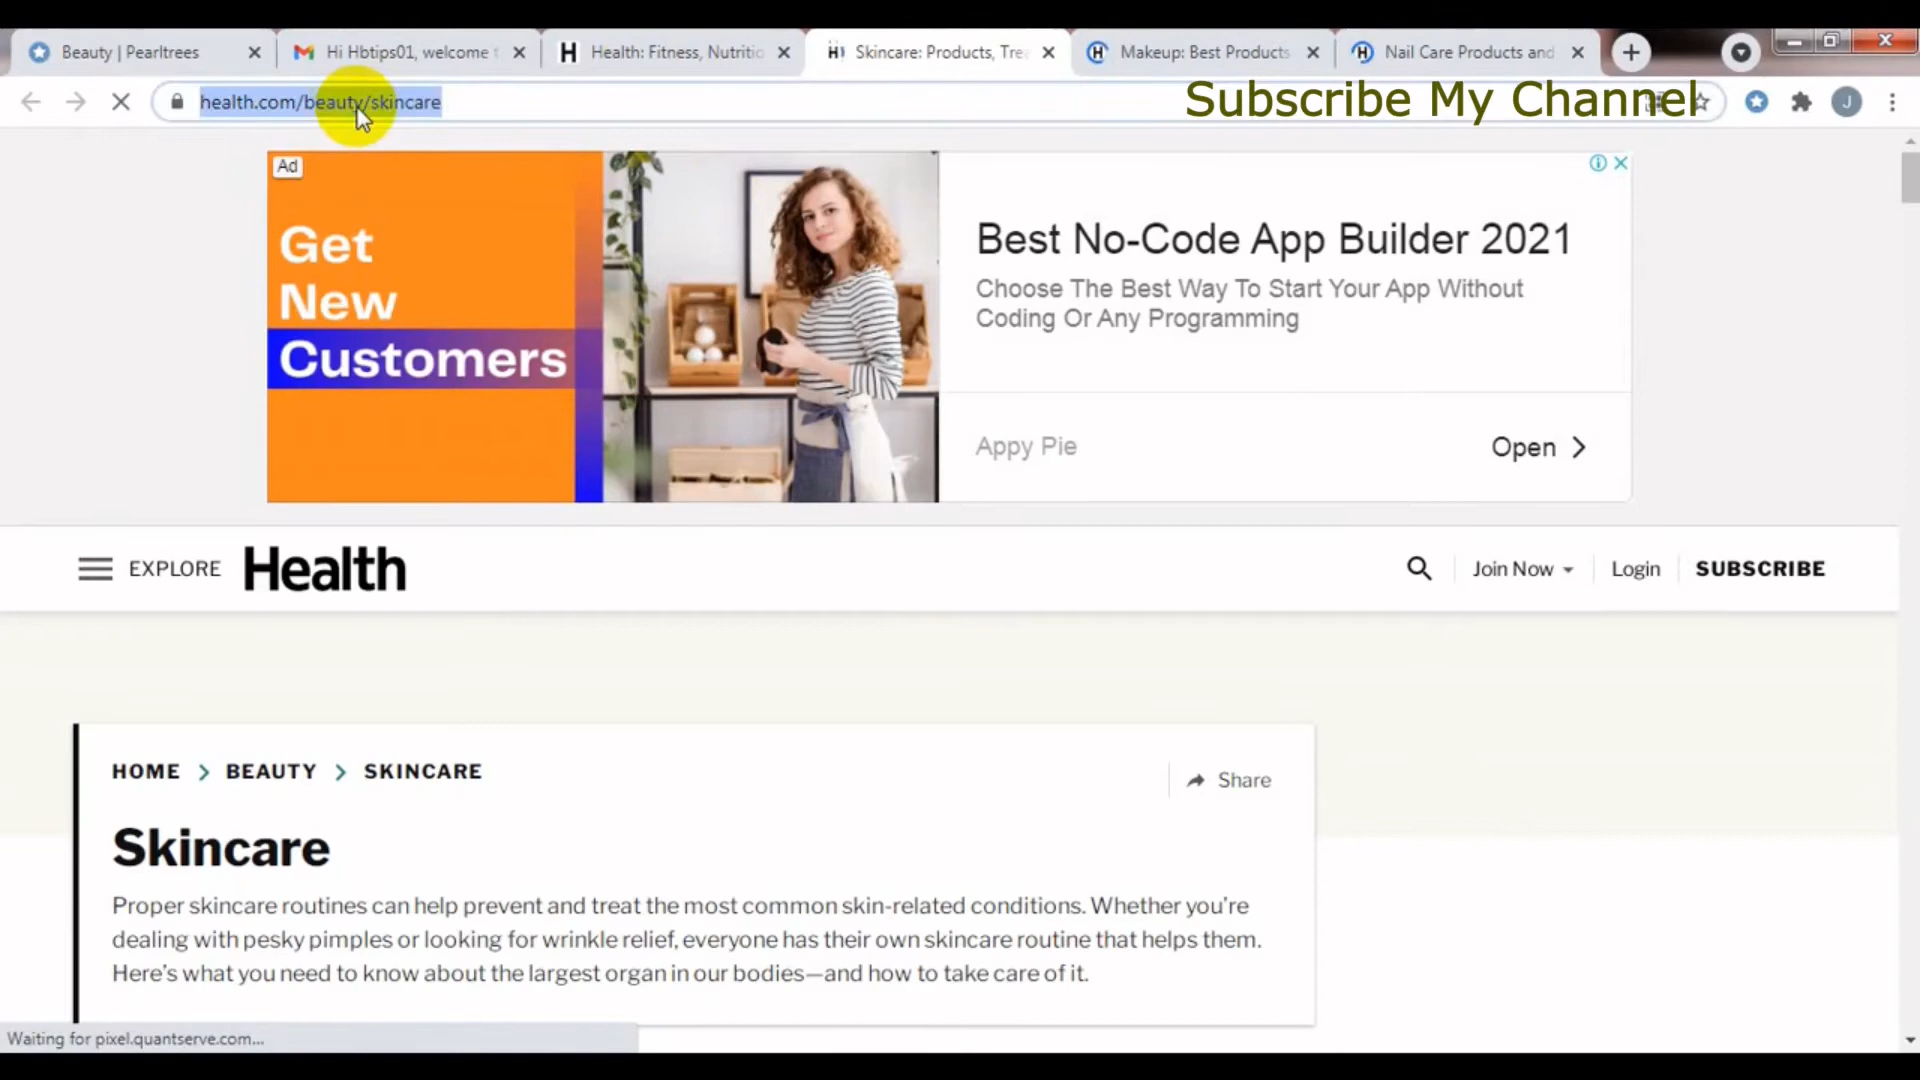 Beauty | Pearltrees
Hi Hbtips01, welcome t
Health: Fitness, Nutritio
Skincare: Products, Trea
Makeup: Best Products
Nail Care Products and
health.com/beauty/skincare
Subscribe My Channel
J
Ad
Get
New
Customers
Best No-Code App Builder 2021
Choose The Best Way To Start Your App Without
Coding Or Any Programming
Appy Pie
Open
EXPLORE
Health
Join Now
Login
SUBSCRIBE
HOME > BEAUTY > SKINCARE
Share
Skincare
Proper skincare routines can help prevent and treat the most common skin-related conditions. Whether you’re
dealing with pesky pimples or looking for wrinkle relief, everyone has their own skincare routine that helps them.
Here’s what you need to know about the largest organ in our bodies—and how to take care of it.
Waiting for pixel.quantserve.com...